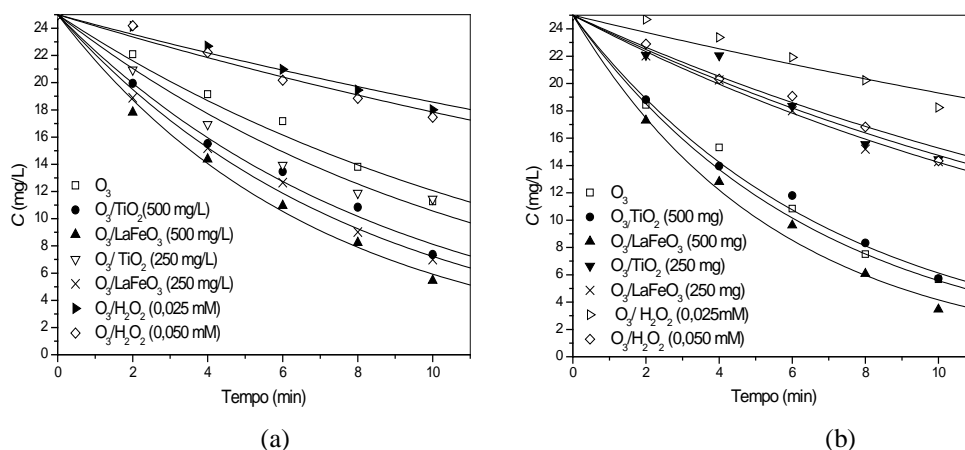 24
22
20
18
16
14
12
10
8
6
4
2
0
C (mg/L)
O₃
O₃/TiO₂(500 mg/L)
O₃/LaFeO₃ (500 mg/L)
O₃/ TiO₂ (250 mg/L)
O₃/LaFeO₃ (250 mg/L)
O₃/H₂O₂ (0,025 mM)
O₃/H₂O₂ (0,050 mM)
0 2 4 6 8 10
Tempo (min)
(a)
24
22
20
18
16
14
12
10
8
6
4
2
0
C (mg/L)
O₃
O₃/TiO₂ (500 mg)
O₃/LaFeO₃ (500 mg)
O₃/TiO₂ (250 mg)
O₃/LaFeO₃ (250 mg)
O₃/ H₂O₂ (0,025mM)
O₃/H₂O₂ (0,050 mM)
0 2 4 6 8 10
Tempo (min)
(b)